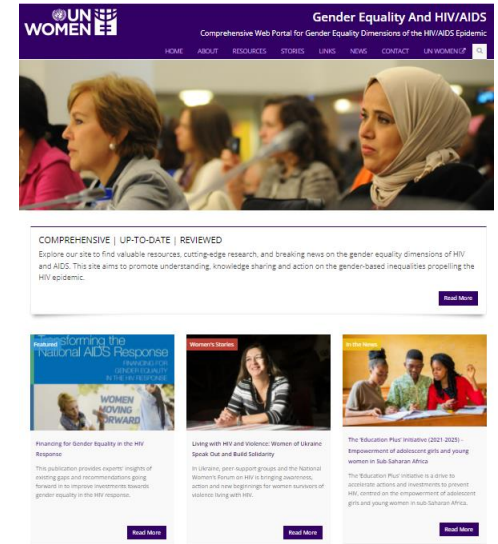 UN
WOMEN
Gender Equality And HIV/AIDS
Comprehensive Web Portal for Gender Equality Dimensions of the HIV/AIDS Epidemic
HOME ABOUT RESOURCES STORIES LINKS NEWS CONTACT UN WOMEN
COMPREHENSIVE | UP-TO-DATE | REVIEWED
Explore our site to find valuable resources, cutting-edge research, and breaking news on the gender equality dimensions of HIV
and AIDS. This site aims to promote understanding, knowledge sharing and action on the gender-based inequalities propelling the
HIV epidemic.
Read More
Featured
Transforming the
National AIDS Response
FINANCING FOR
GENDER EQUALITY
IN THE HIV RESPONSE
WOMEN
MOVING
FORWARD
Financing for Gender Equality in the HIV
Response
This publication provides experts' insights of
existing gaps and recommendations going
forward in to improve investments towards
gender equality in the HIV response.
Read More
Women's Stories
Living with HIV and Violence: Women of Ukraine
Speak Out and Build Solidarity
In Ukraine, peer-support groups and the National
Women's Forum on HIV is bringing awareness,
action and new beginnings for women survivors of
violence living with HIV.
Read More
In the News
The 'Education Plus' Initiative (2021-2025) –
Empowerment of adolescent girls and young
women in Sub-Saharan Africa
The 'Education Plus' initiative is a drive to
accelerate actions and investments to prevent
HIV, centred on the empowerment of adolescent
girls and young women in sub-Saharan Africa.
Read More